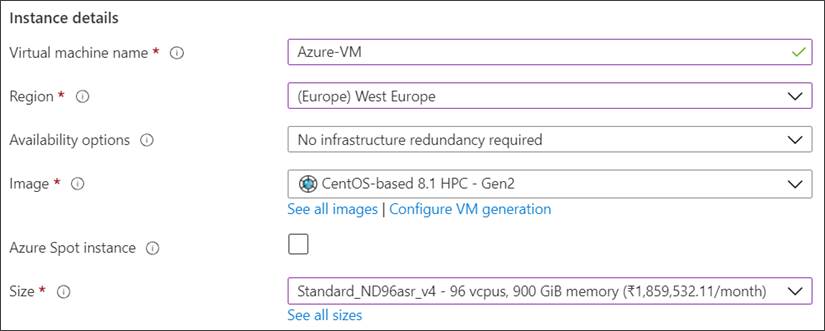 Instance details
Virtual machine name * Azure-VM
Region * (Europe) West Europe
Availability options No infrastructure redundancy required
Image * CentOS-based 8.1 HPC - Gen2
See all images | Configure VM generation
Azure Spot instance
Size * Standard_ND96asr_v4 - 96 vcpus, 900 GiB memory (₹1,859,532.11/month)
See all sizes